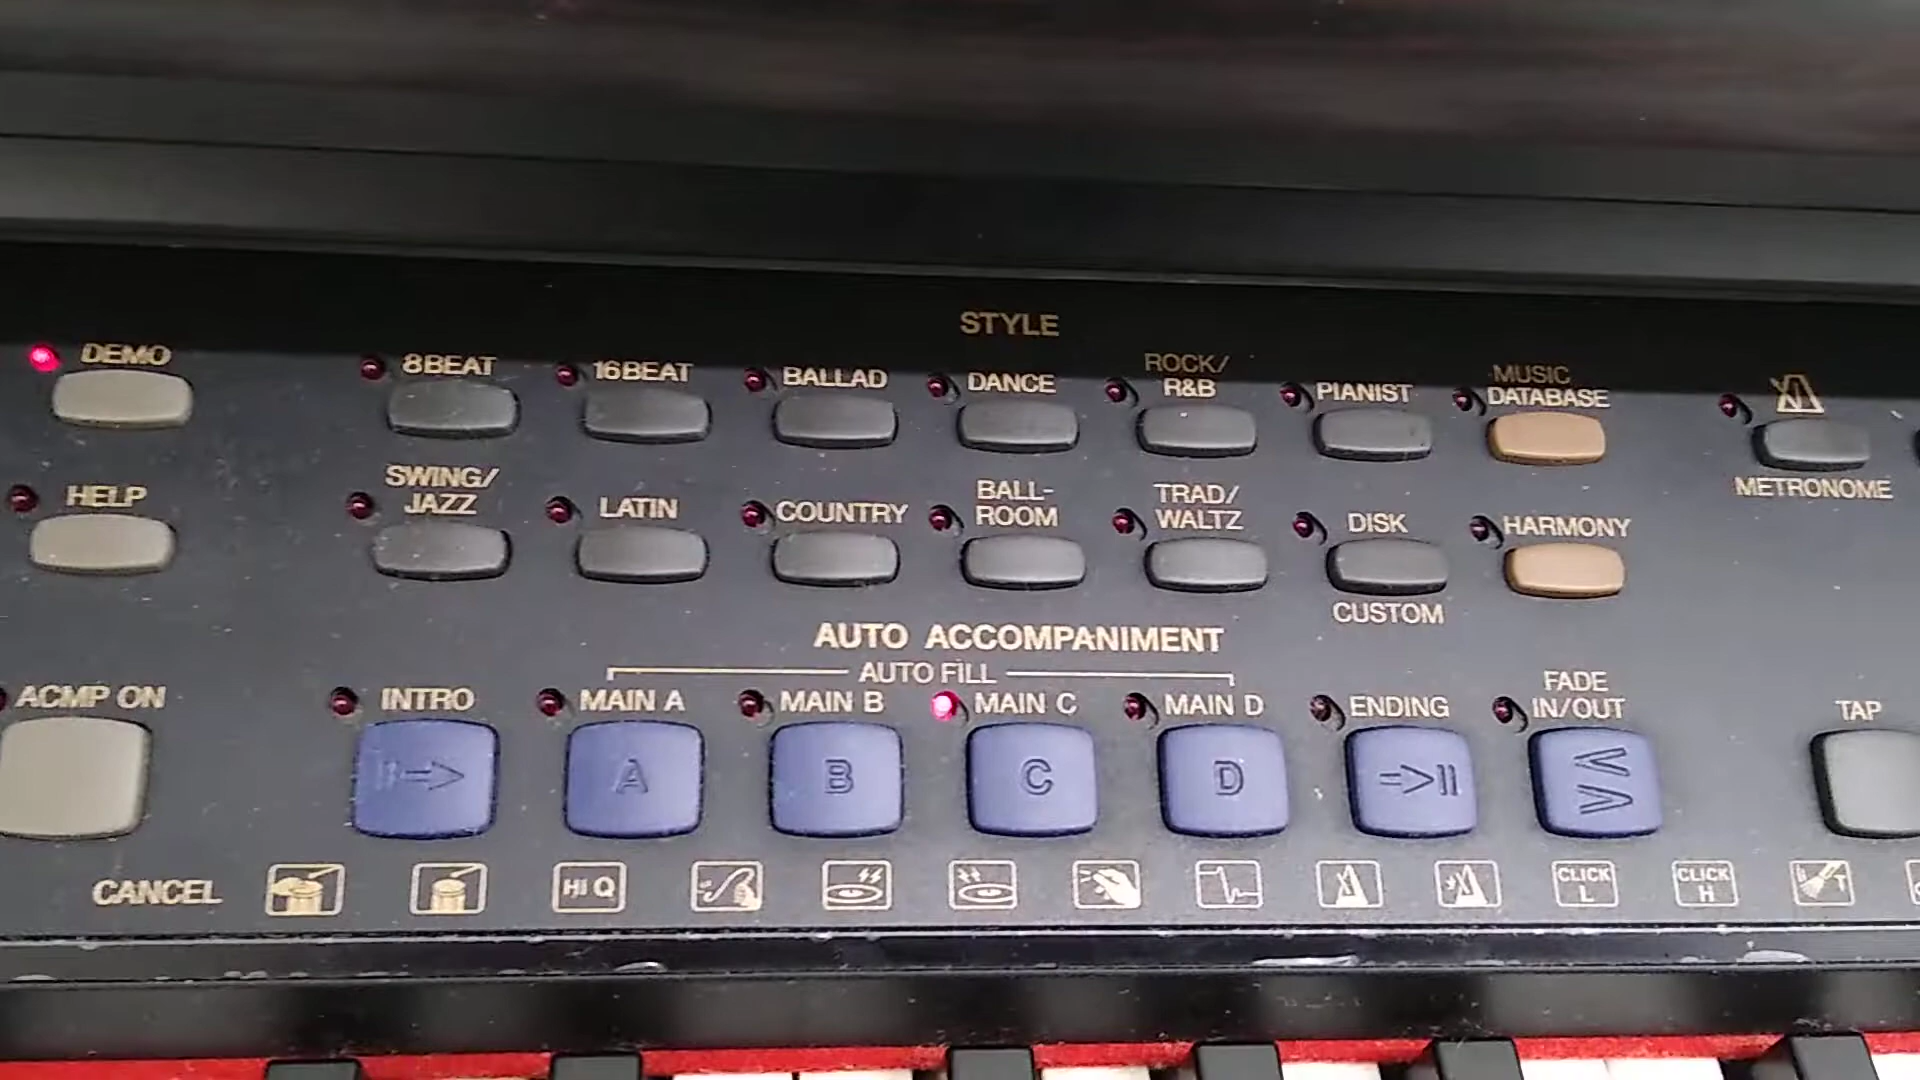 STYLE
DEMO
8BEAT
16BEAT
BALLAD
DANCE
ROCK/
R&B
PIANIST
MUSIC
DATABASE
METRONOME
HELP
SWING/
JAZZ
LATIN
COUNTRY
BALL-
ROOM
TRAD/
WALTZ
DISK
CUSTOM
HARMONY
AUTO ACCOMPANIMENT
AUTO FILL
ACMP ON
INTRO
MAIN A
MAIN B
MAIN C
MAIN D
ENDING
FADE
IN/OUT
TAP
A
B
C
D
CANCEL
Hi Q
CLICK
L
CLICK
H